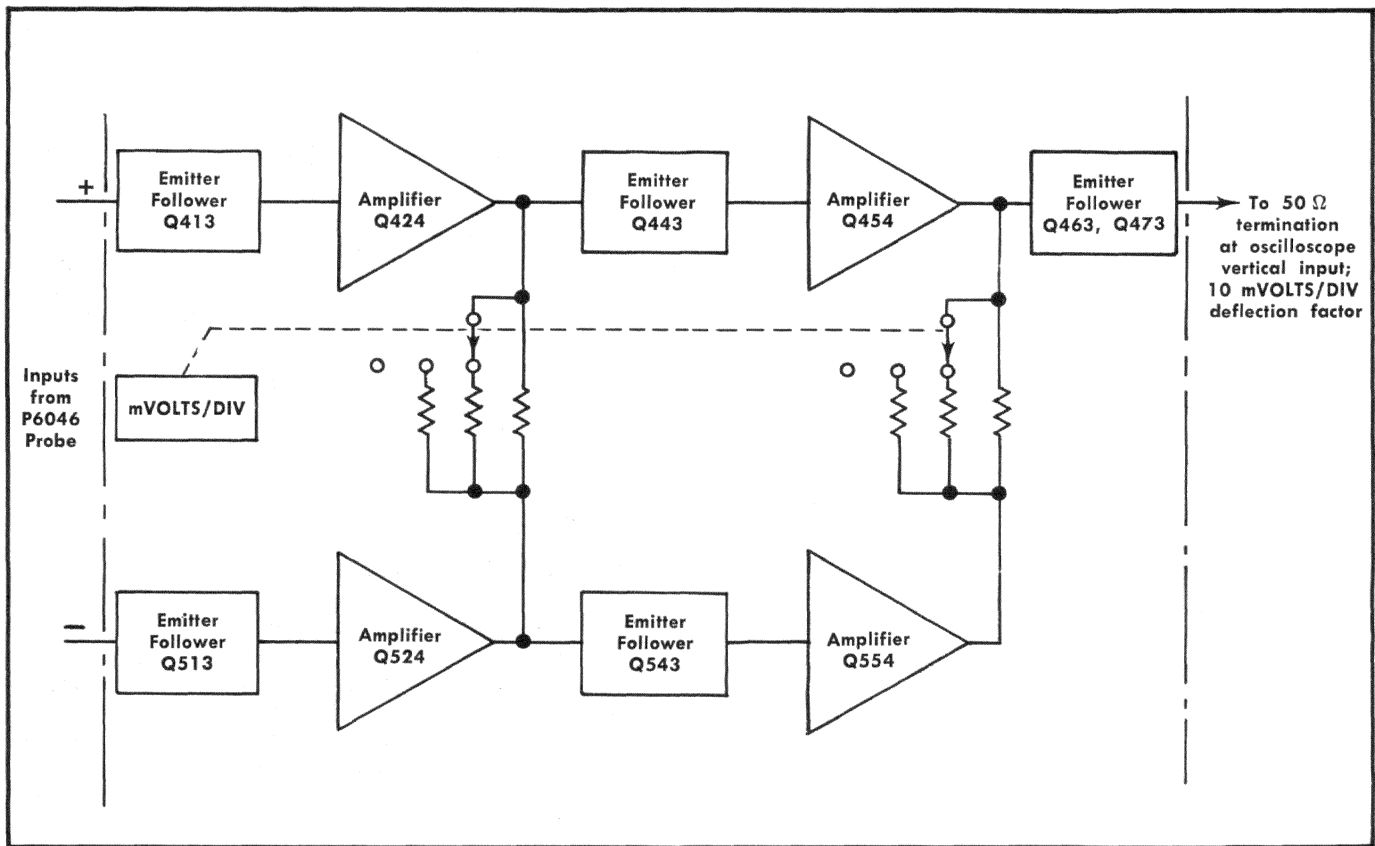 +
Emitter
Follower
Q413
Amplifier
Q424
Emitter
Follower
Q443
Amplifier
Q454
Emitter
Follower
Q463, Q473
To 50 Ω
termination
at oscilloscope
vertical input;
10 mVOLTS/DIV
deflection factor
Inputs
from
P6046
Probe
mVOLTS/DIV
−
Emitter
Follower
Q513
Amplifier
Q524
Emitter
Follower
Q543
Amplifier
Q554